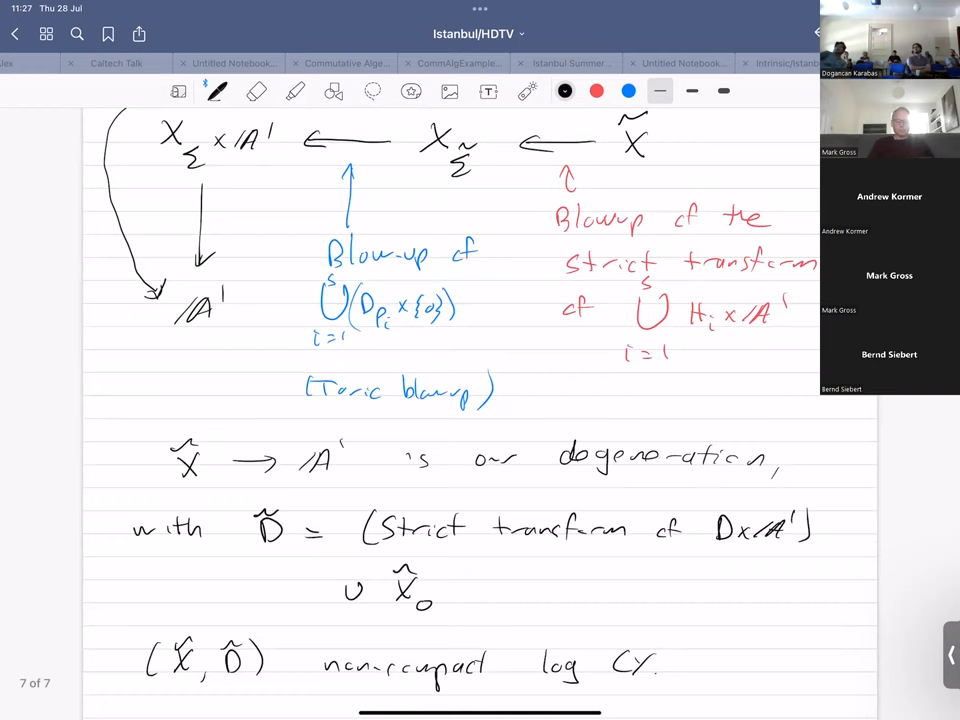 11:27 Thu 28 Jul
Istanbul/HDTV
lex
Caltech Talk
Untitled Notebook...
Commutative Alge...
CommAlgExample...
Istanbul Summer...
Untitled Notebook...
Intrinsic/Istanb
X_Σ × 𝔸¹ ← X_Σ̃ ← X̃
Blow-up of
⋃_{i=1}^{s} (D_{ρ_i} × {0})
(Toric blowup)
Blowup of the
strict transform
of ⋃_{i=1}^{s} H_i × 𝔸¹
𝔸¹
X̃ → 𝔸¹ is our degeneration,
with D̃ = (Strict transform of D × 𝔸¹)
∪ X̃₀
(X̃, D̃) non-compact log CY.
7 of 7
Dogancan Karabas
Mark Gross
Andrew Kormer
Andrew Kormer
Mark Gross
Mark Gross
Bernd Siebert
Bernd Siebert